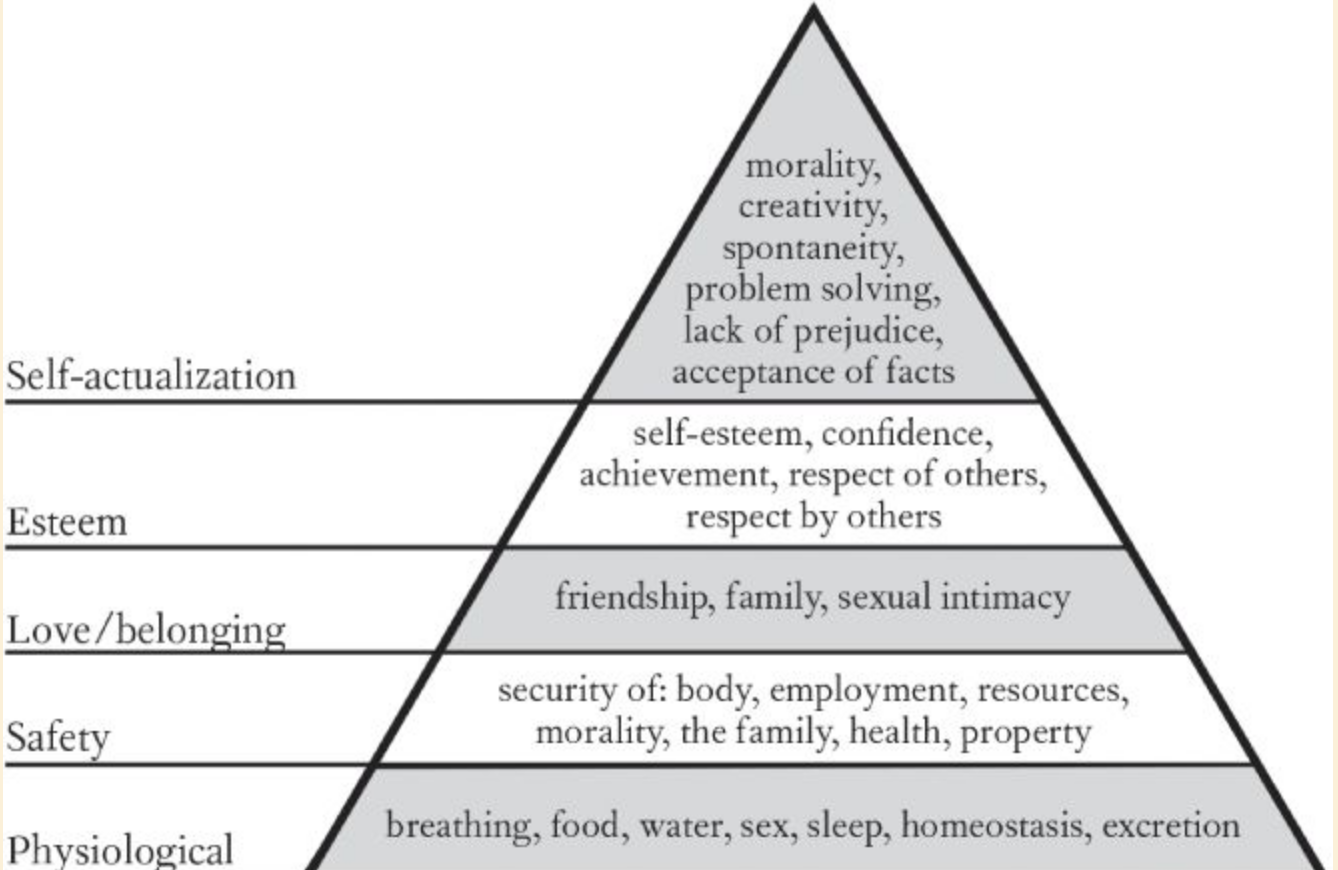 morality,
creativity,
spontaneity,
problem solving,
lack of prejudice,
acceptance of facts
Self-actualization
self-esteem, confidence,
achievement, respect of others,
respect by others
Esteem
friendship, family, sexual intimacy
Love/belonging
security of: body, employment, resources,
morality, the family, health, property
Safety
breathing, food, water, sex, sleep, homeostasis, excretion
Physiological